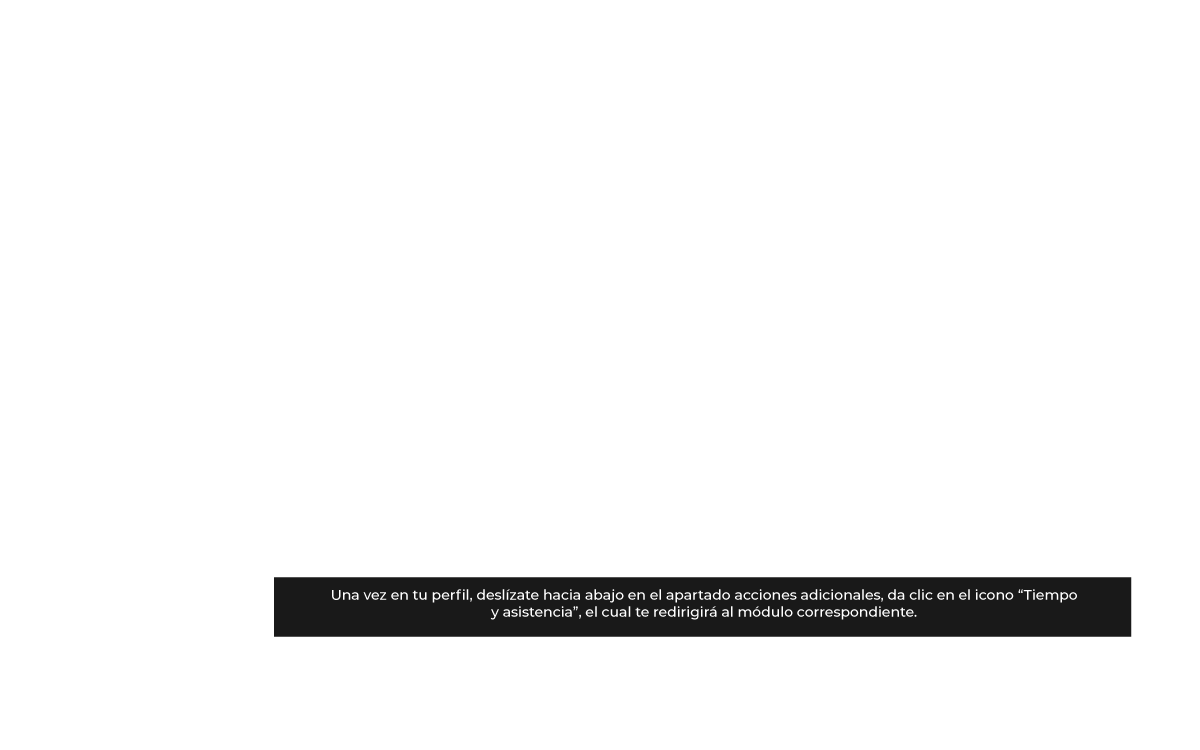 Una vez en tu perfil, deslízate hacia abajo en el apartado acciones adicionales, da clic en el icono “Tiempo
y asistencia”, el cual te redirigirá al módulo correspondiente.